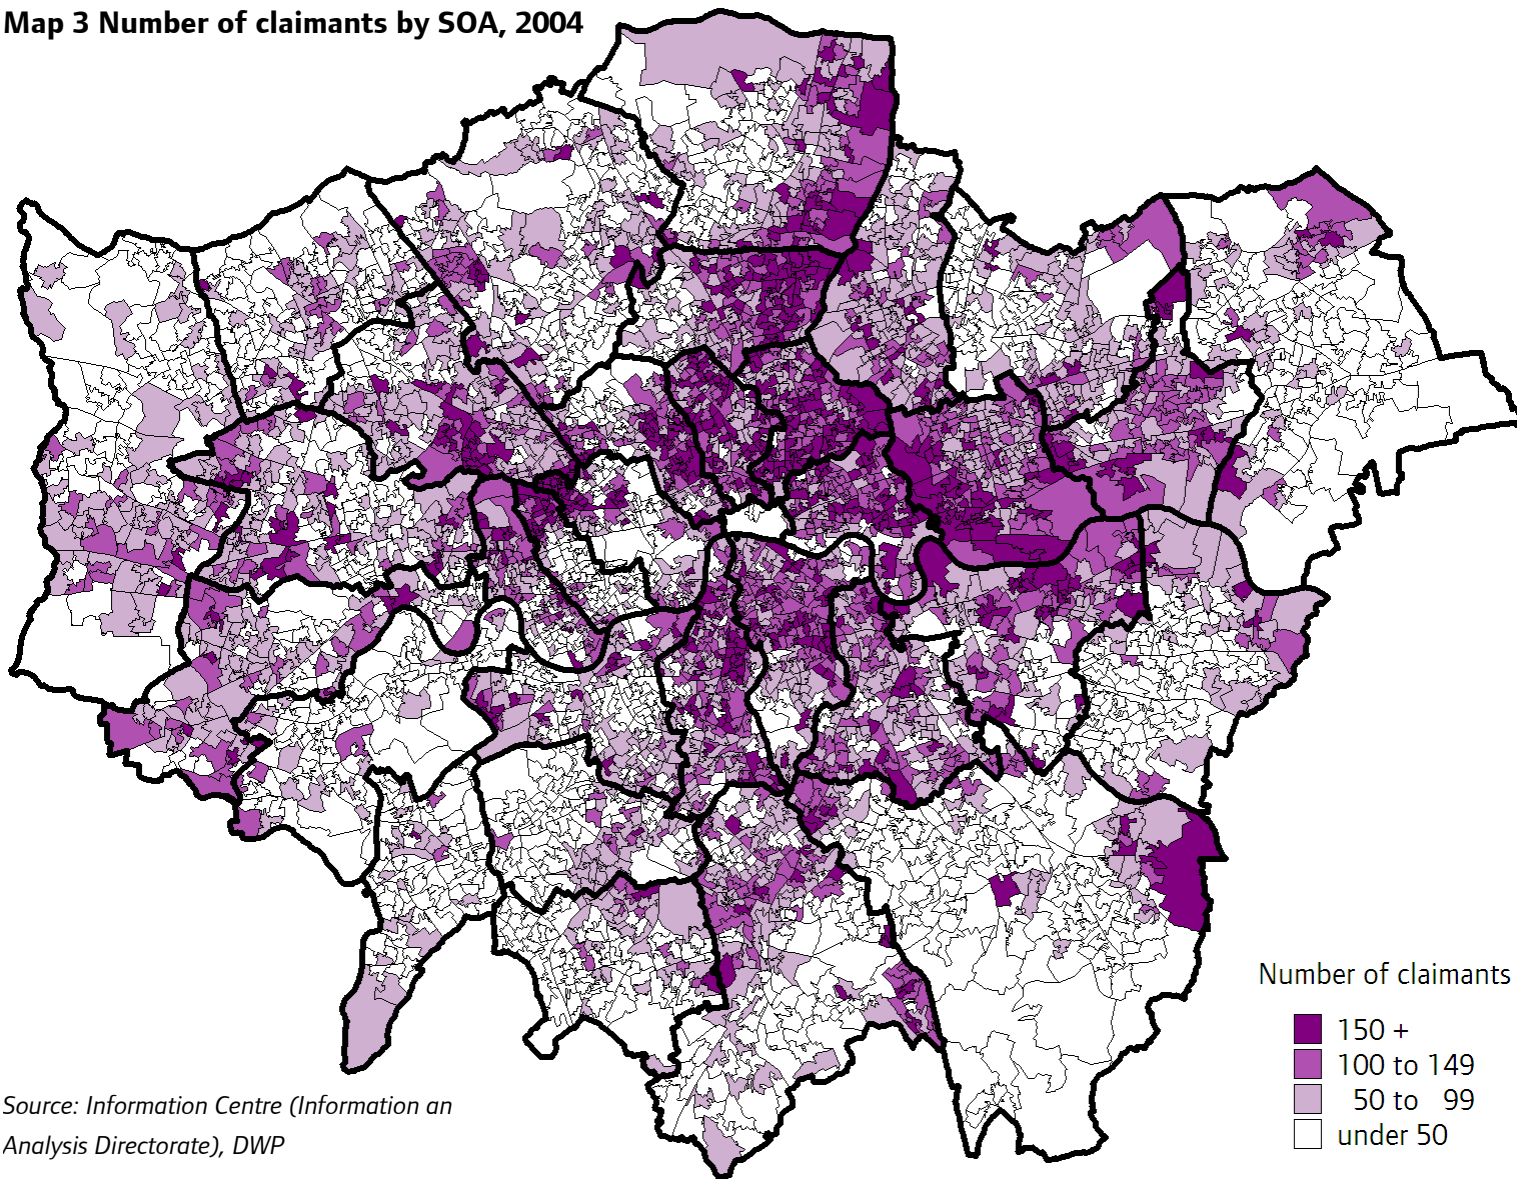 Map 3 Number of claimants by SOA, 2004
Number of claimants
150 +
100 to 149
50 to 99
under 50
Source: Information Centre (Information an
Analysis Directorate), DWP